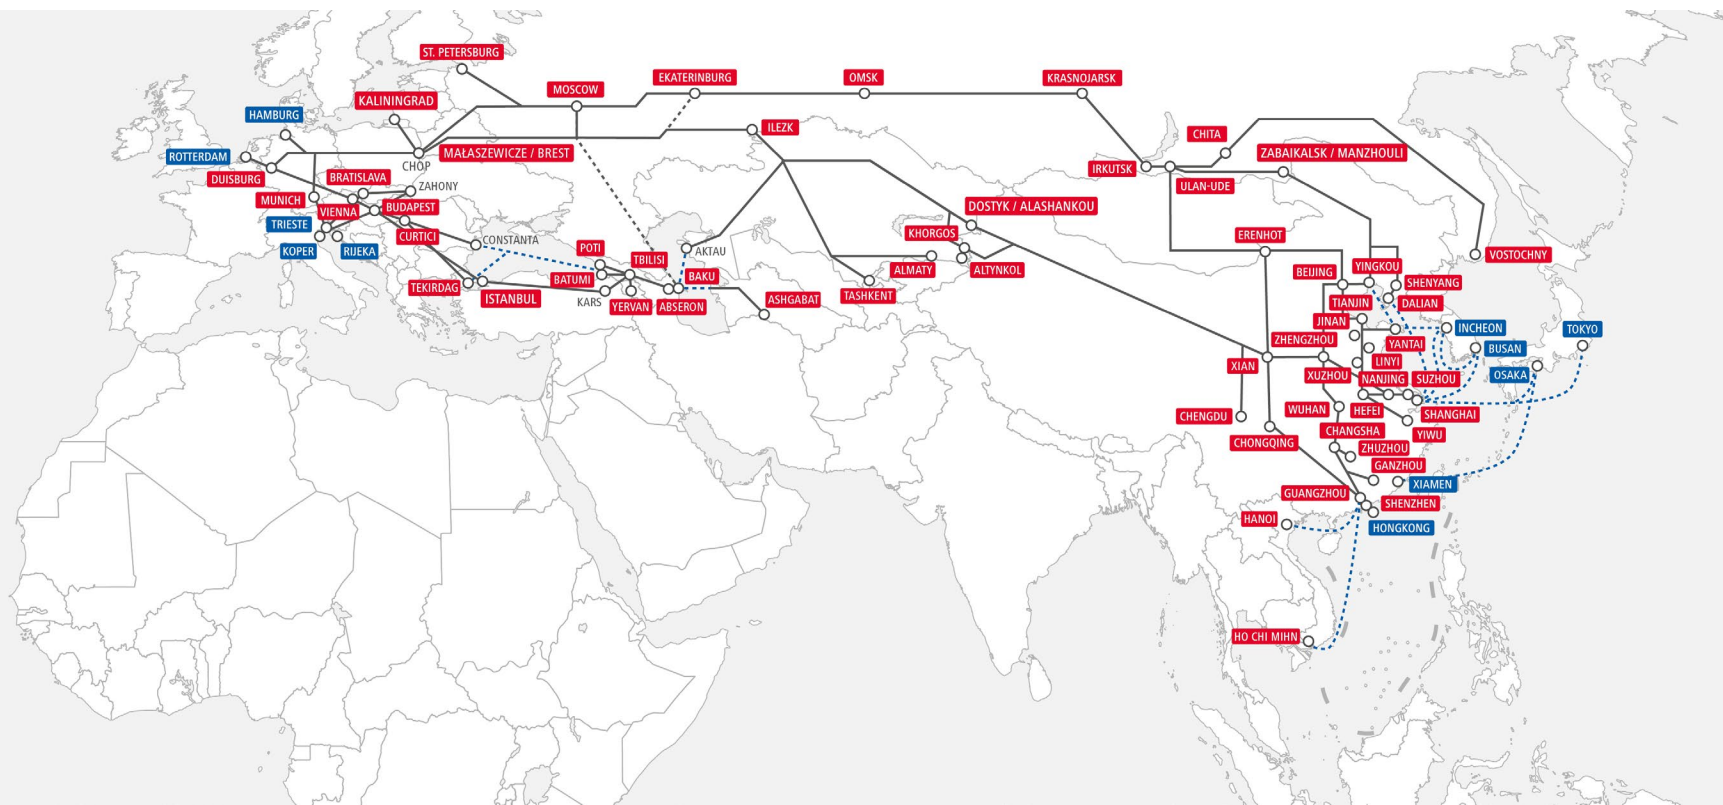 ST. PETERSBURG
MOSCOW
EKATERINBURG
OMSK
KRASNOJARSK
KALININGRAD
HAMBURG
ILEZK
CHITA
ROTTERDAM
CHOP
MAŁASZEWICZE / BREST
ZABAIKALSK / MANZHOULI
DUISBURG
BRATISLAVA
ZAHONY
IRKUTSK
ULAN-UDE
MUNICH
VIENNA
BUDAPEST
DOSTYK / ALASHANKOU
TRIESTE
CURTICI
CONSTANTA
KHORGOS
ERENHOT
KOPER
RIJEKA
POTI
TBILISI
AKTAU
VOSTOCHNY
BATUMI
BAKU
ALMATY
ALTYNKOL
BEIJING
YINGKOU
TEKIRDAG
ISTANBUL
KARS
YERVAN
ABSERON
ASHGABAT
TASHKENT
SHENYANG
TIANJIN
DALIAN
JINAN
INCHEON
TOKYO
ZHENGZHOU
YANTAI
BUSAN
XIAN
LINYI
XUZHOU
NANJING
SUZHOU
OSAKA
CHENGDU
WUHAN
HEFEI
SHANGHAI
CHONGQING
CHANGSHA
YIWU
ZHUZHOU
GANZHOU
XIAMEN
GUANGZHOU
SHENZHEN
HANOI
HONGKONG
HO CHI MIHN